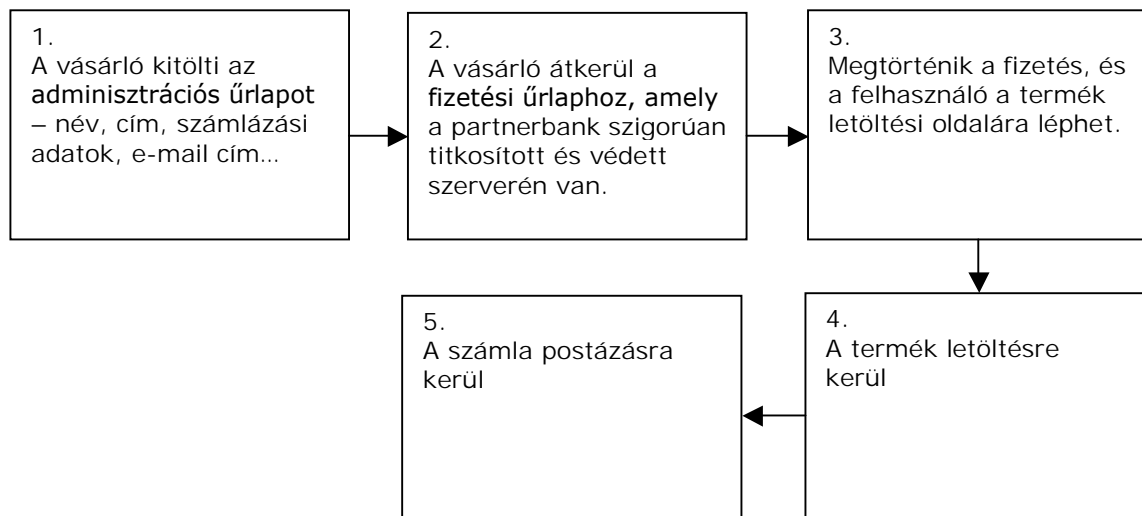 1.
A vásárló kitölti az
adminisztrációs űrlapot
– név, cím, számlázási
adatok, e-mail cím...
2.
A vásárló átkerül a
fizetési űrlaphoz, amely
a partnerbank szigorúan
titkosított és védett
szerverén van.
3.
Megtörténik a fizetés, és
a felhasználó a termék
letöltési oldalára léphet.
4.
A termék letöltésre
kerül
5.
A számla postázásra
kerül